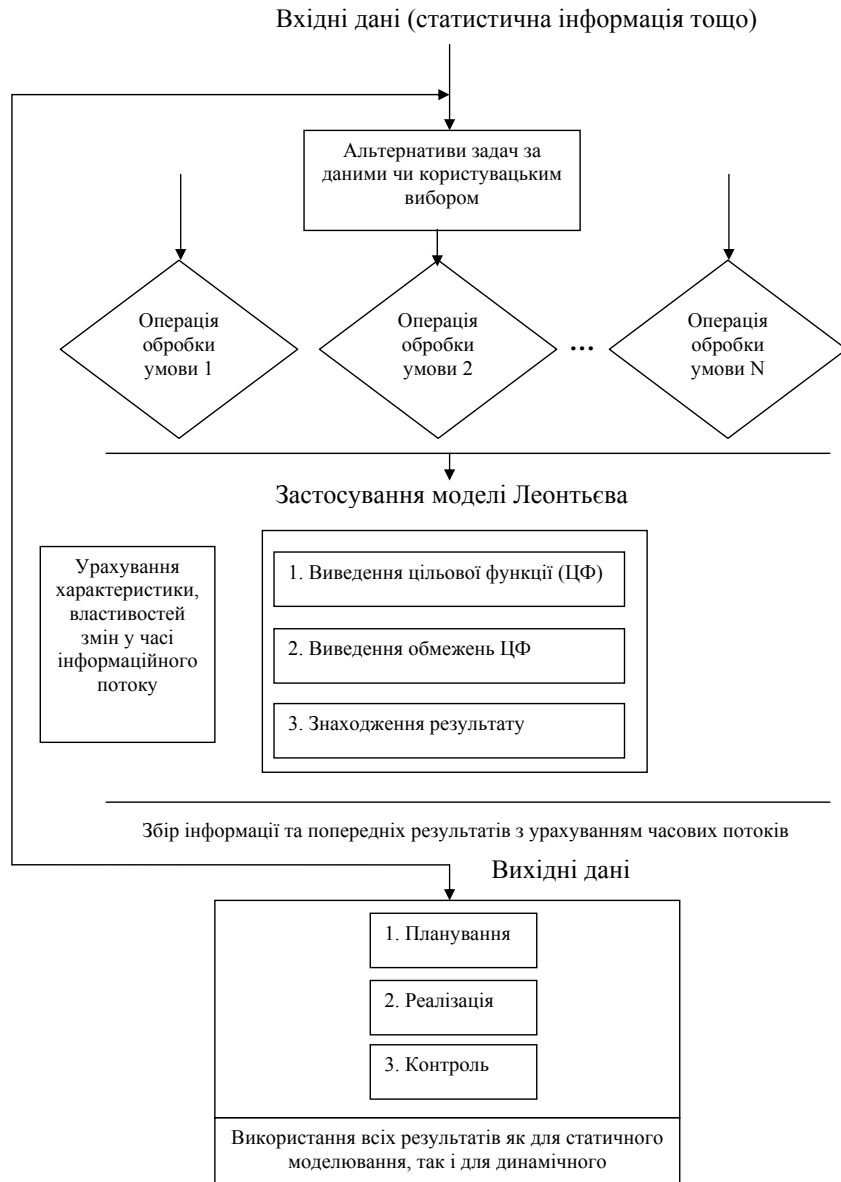 Вхідні дані (статистична інформація тощо)
Альтернативи задач за
даними чи користувацьким
вибором
Операція
обробки
умови 1
Операція
обробки
умови 2
...
Операція
обробки
умови N
Застосування моделі Леонтьєва
Урахування
характеристики,
властивостей
змін у часі
інформаційного
потоку
1. Виведення цільової функції (ЦФ)
2. Виведення обмежень ЦФ
3. Знаходження результату
Збір інформації та попередніх результатів з урахуванням часових потоків
Вихідні дані
1. Планування
2. Реалізація
3. Контроль
Використання всіх результатів як для статичного
моделювання, так і для динамічного